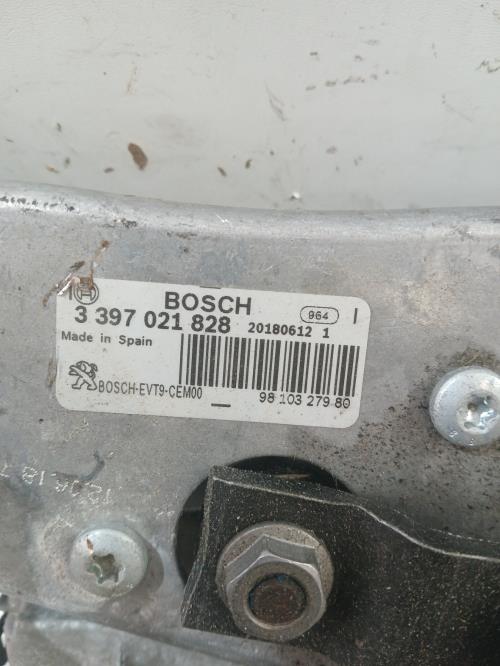 BOSCH
964 I
3 397 021 828 20180612 1
Made in Spain
BOSCH-EVT9-CEM00
98 103 279 80